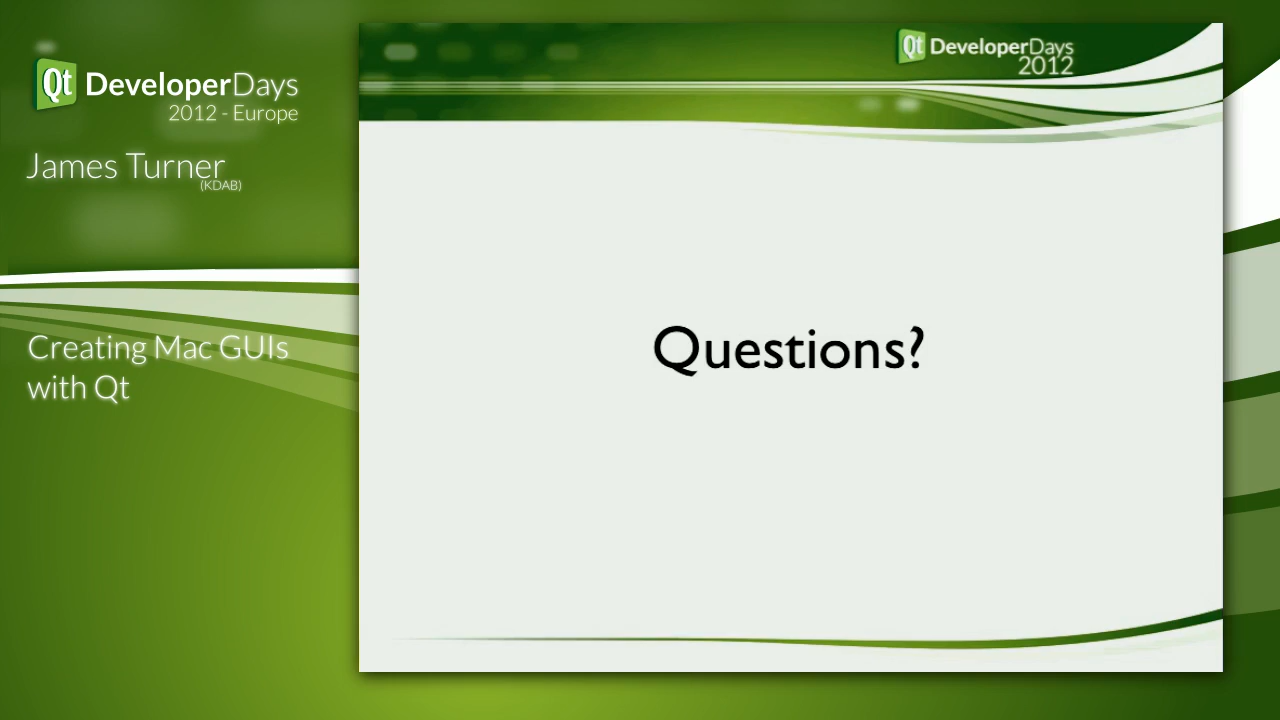 Qt DeveloperDays
2012 - Europe
James Turner
(KDAB)
Creating Mac GUIs
with Qt
Qt DeveloperDays
2012
Questions?